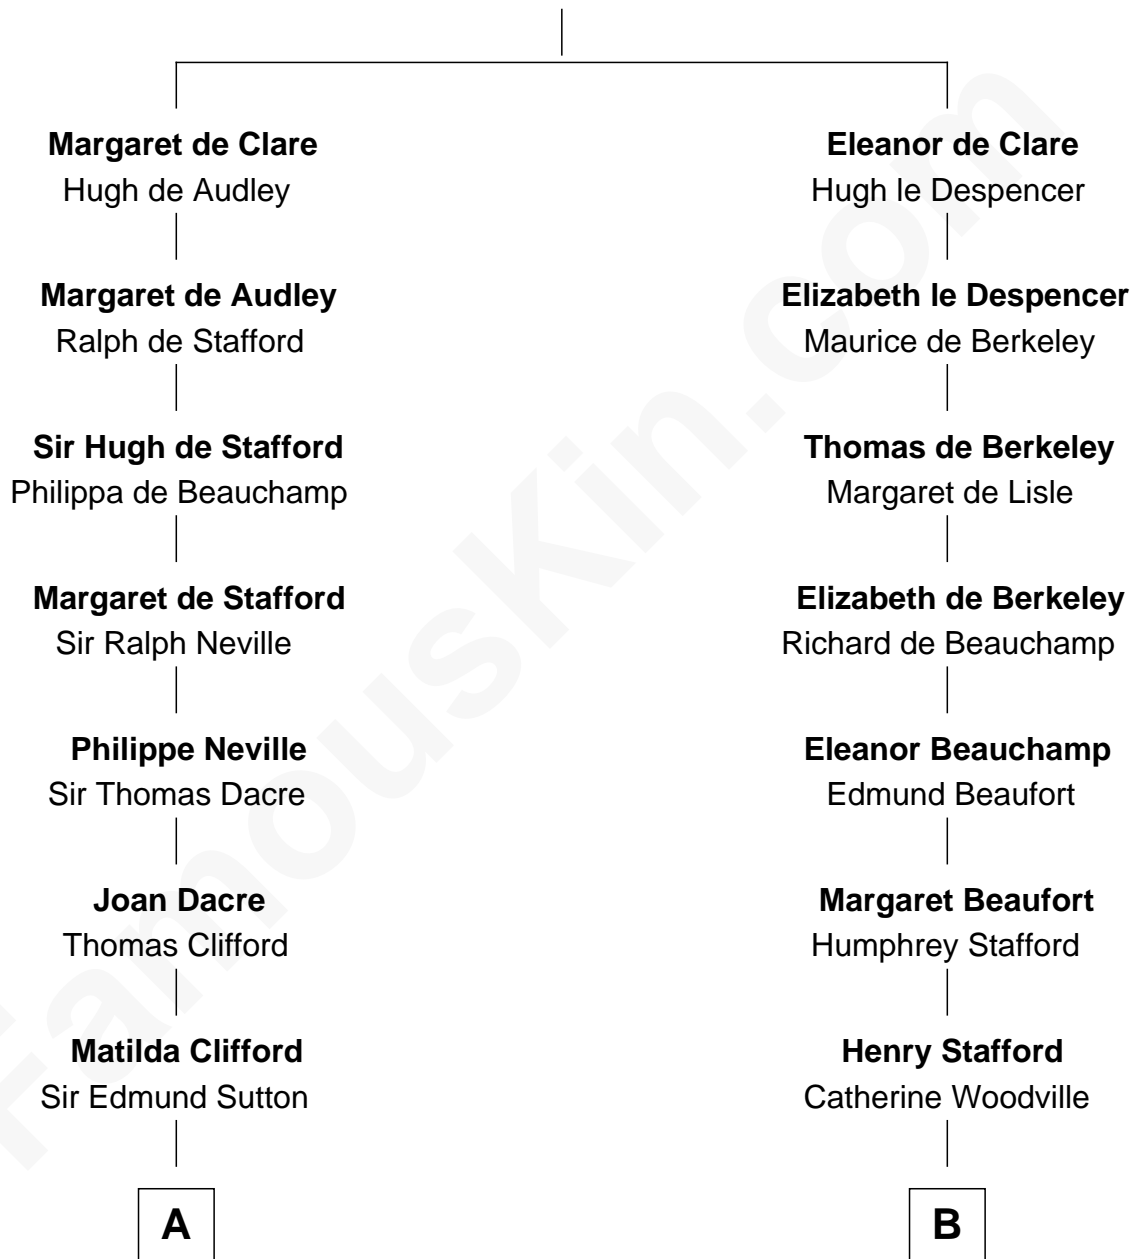 Margaret de Clare
Hugh de Audley
Margaret de Audley
Ralph de Stafford
Sir Hugh de Stafford
Philippa de Beauchamp
Margaret de Stafford
Sir Ralph Neville
Philippe Neville
Sir Thomas Dacre
Joan Dacre
Thomas Clifford
Matilda Clifford
Sir Edmund Sutton
A
Eleanor de Clare
Hugh le Despencer
Elizabeth le Despencer
Maurice de Berkeley
Thomas de Berkeley
Margaret de Lisle
Elizabeth de Berkeley
Richard de Beauchamp
Eleanor Beauchamp
Edmund Beaufort
Margaret Beaufort
Humphrey Stafford
Henry Stafford
Catherine Woodville
B
FamousKin.com